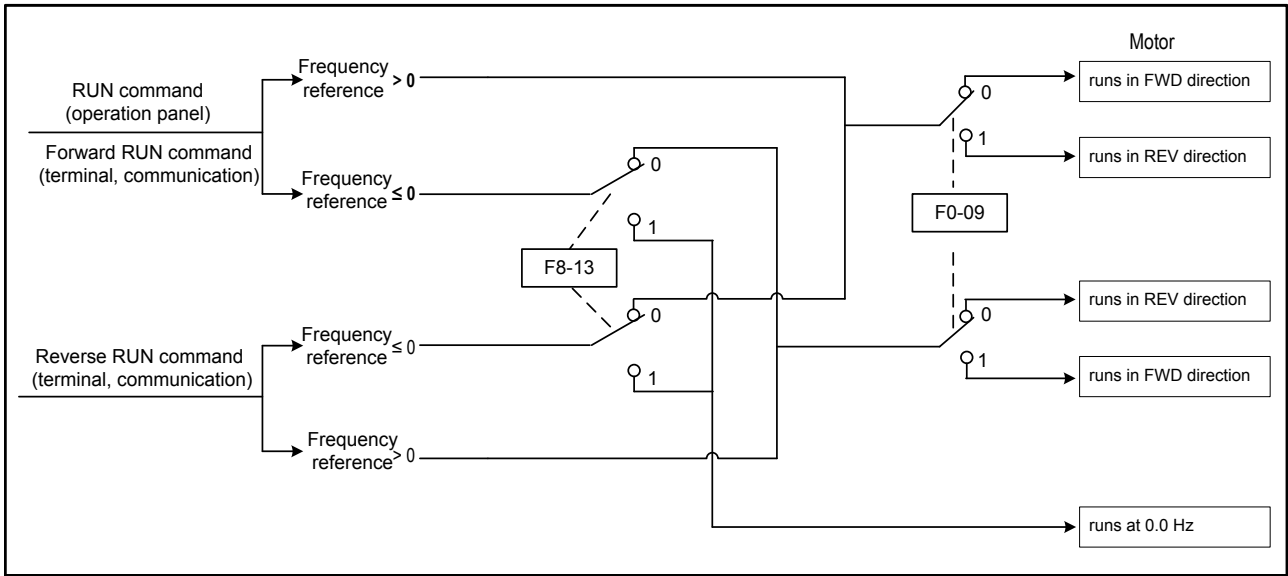 Motor
RUN command
(operation panel)
Forward RUN command
(terminal, communication)
Frequency
reference > 0
Frequency
reference ≤ 0
0
1
F8-13
0
1
Reverse RUN command
(terminal, communication)
Frequency
reference ≤ 0
Frequency
reference > 0
0
1
F0-09
0
1
runs in FWD direction
runs in REV direction
runs in REV direction
runs in FWD direction
runs at 0.0 Hz